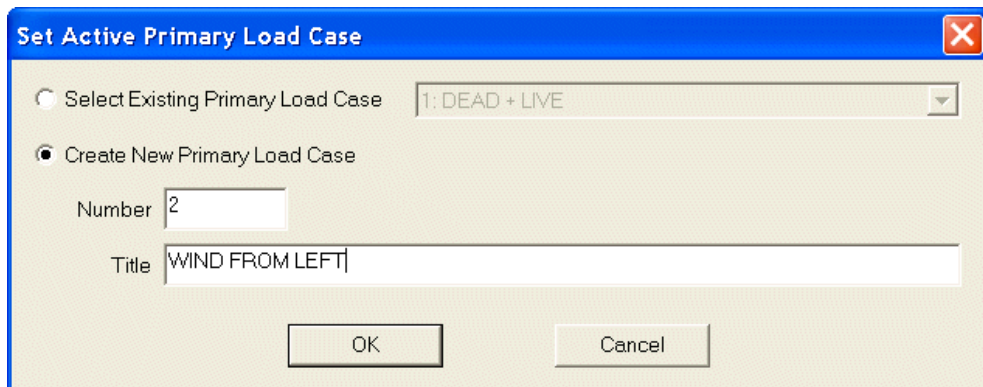 Set Active Primary Load Case
Select Existing Primary Load Case 1: DEAD + LIVE
Create New Primary Load Case
Number 2
Title WIND FROM LEFT
OK Cancel